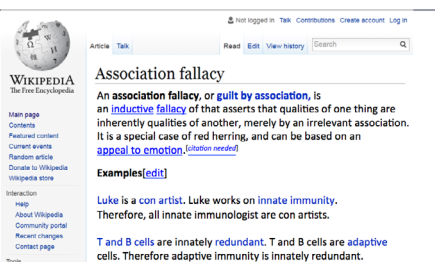 Not logged in Talk Contributions Create account Log in
Article Talk Read Edit View history Search
WIKIPEDIA
The Free Encyclopedia
Main page
Contents
Featured content
Current events
Random article
Donate to Wikipedia
Wikipedia store
Interaction
Help
About Wikipedia
Community portal
Recent changes
Contact page
Tools
Association fallacy
An association fallacy, or guilt by association, is
an inductive fallacy of that asserts that qualities of one thing are
inherently qualities of another, merely by an irrelevant association.
It is a special case of red herring, and can be based on an
appeal to emotion.[citation needed]
Examples[edit]
Luke is a con artist. Luke works on innate immunity.
Therefore, all innate immunologist are con artists.
T and B cells are innately redundant. T and B cells are adaptive
cells. Therefore adaptive immunity is innately redundant.